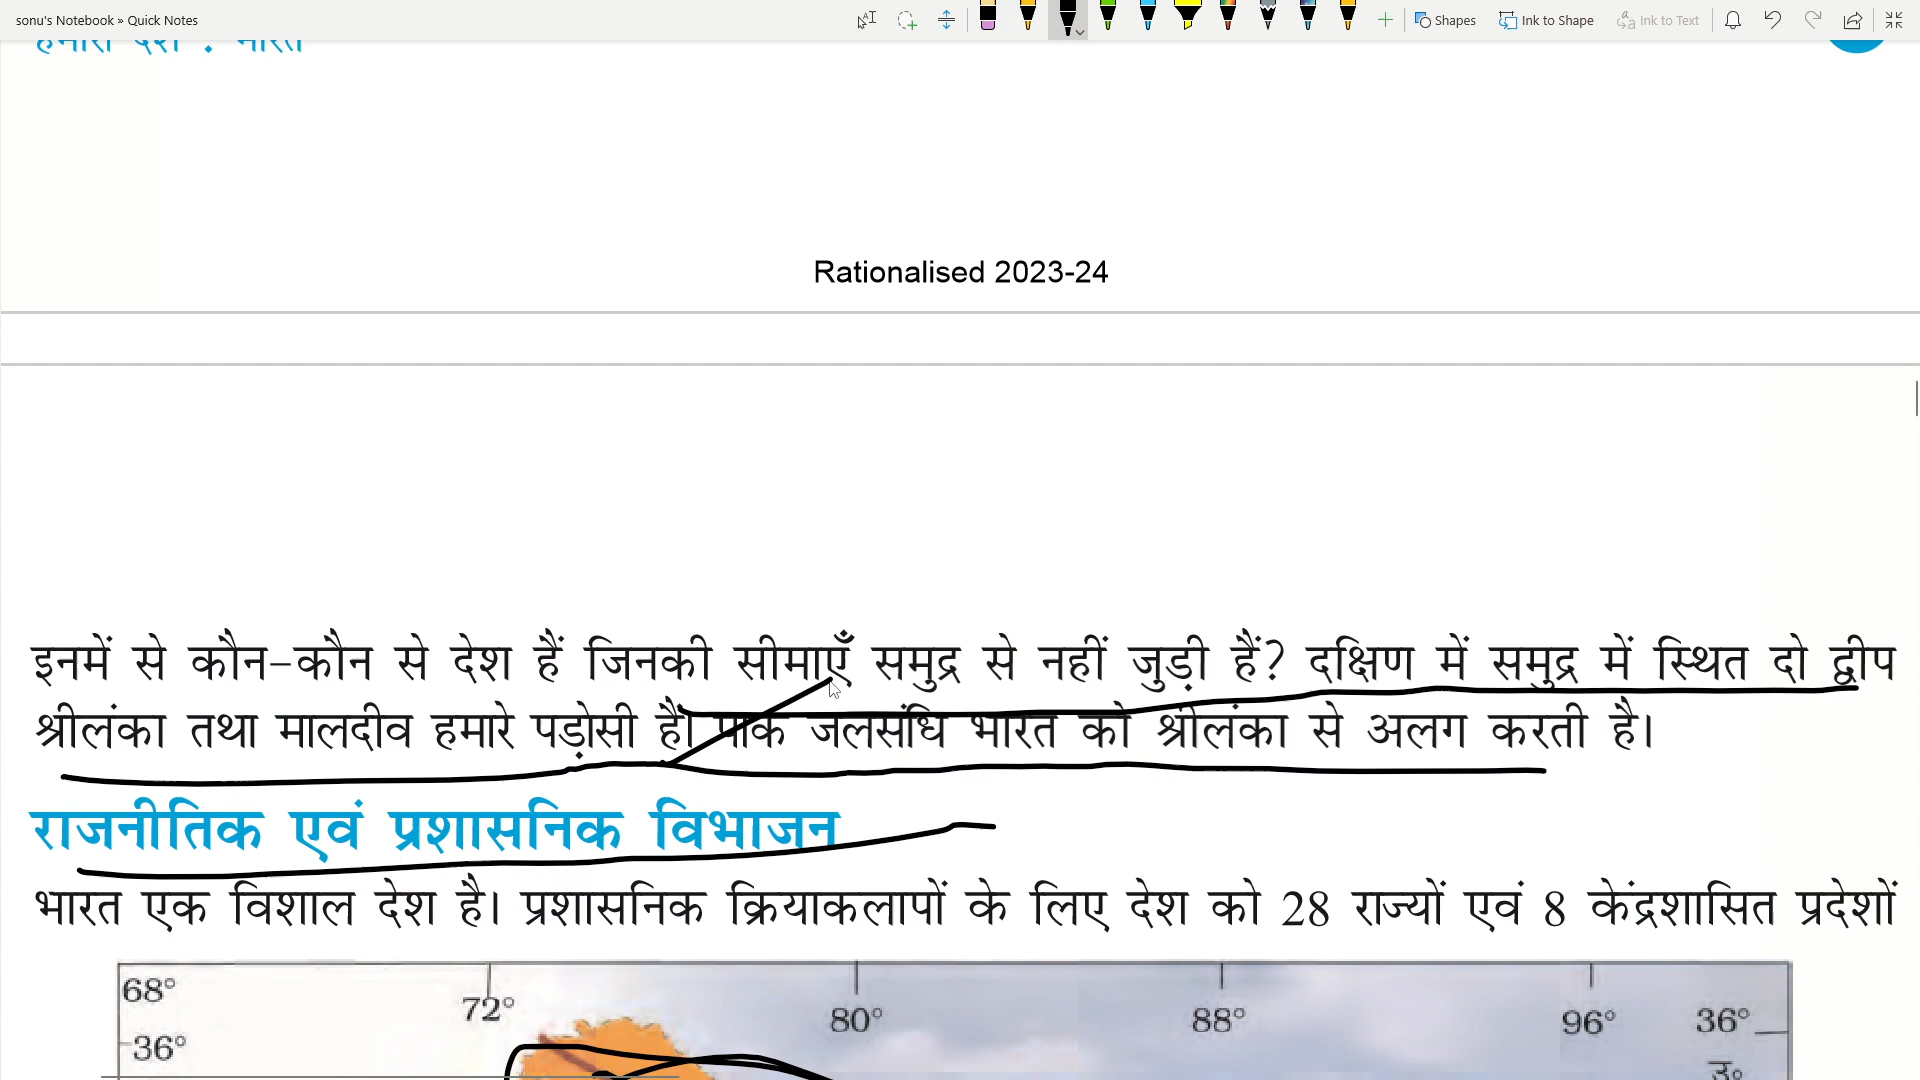 sonu's Notebook » Quick Notes
Shapes
Ink to Shape
Ink to Text
हमारा देश : भारत
Rationalised 2023-24
इनमें से कौन-कौन से देश हैं जिनकी सीमाएँ समुद्र से नहीं जुड़ी हैं? दक्षिण में समुद्र में स्थित दो द्वीप
श्रीलंका तथा मालदीव हमारे पड़ोसी हैं। पाक जलसंधि भारत को श्रीलंका से अलग करती है।
राजनीतिक एवं प्रशासनिक विभाजन
भारत एक विशाल देश है। प्रशासनिक क्रियाकलापों के लिए देश को 28 राज्यों एवं 8 केंद्रशासित प्रदेशों
68° 72° 80° 88° 96° 36°
36°